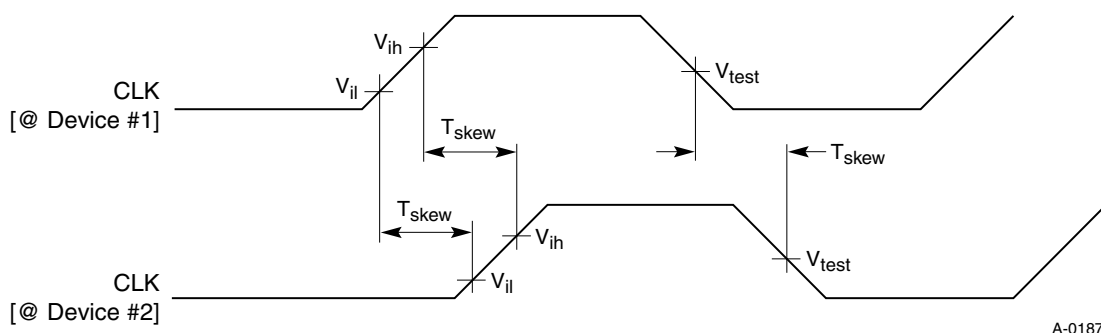 V_ih
V_il
V_test
CLK
[@ Device #1]
T_skew
T_skew
T_skew
V_ih
V_test
V_il
CLK
[@ Device #2]
A-0187